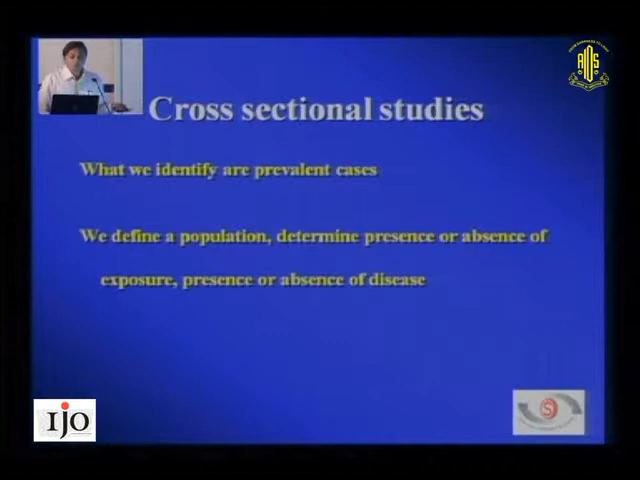 Cross sectional studies
What we identify are prevalent cases
We define a population, determine presence or absence of
exposure, presence or absence of disease
AIOS
IJO
S